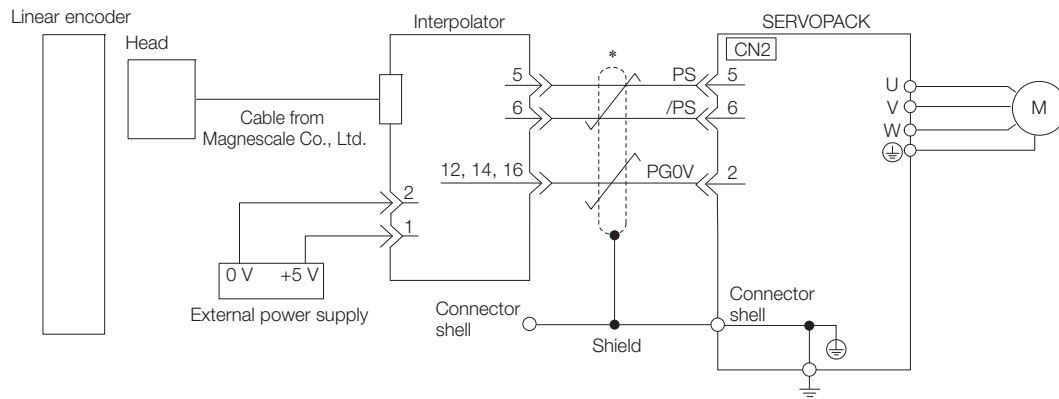 Linear encoder
Head
Interpolator
SERVOPACK
CN2
*
5
PS
5
6
/PS
6
Cable from
Magnescale Co., Ltd.
12, 14, 16
PG0V
2
2
1
0 V
+5 V
External power supply
Connector
shell
Shield
Connector
shell
U
V
W
M